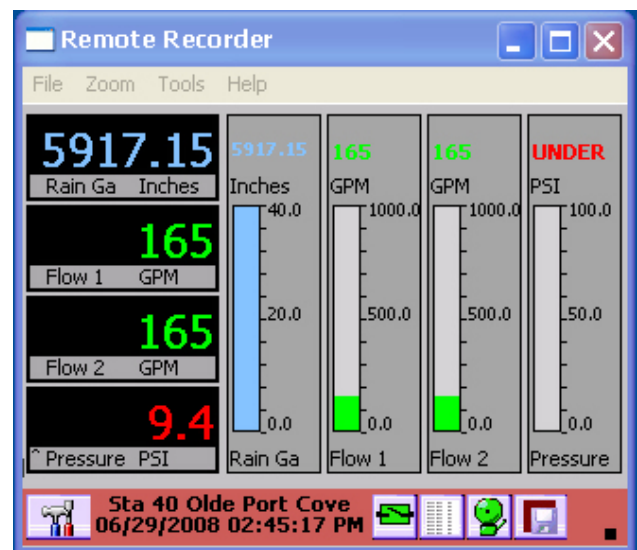 Remote Recorder
File Zoom Tools Help
5917.15
Rain Ga Inches
165
Flow 1 GPM
165
Flow 2 GPM
9.4
^ Pressure PSI
5917.15
Inches
40.0
20.0
0.0
Rain Ga
165
GPM
1000.0
500.0
0.0
Flow 1
165
GPM
1000.0
500.0
0.0
Flow 2
UNDER
PSI
100.0
50.0
0.0
Pressure
Sta 40 Olde Port Cove
06/29/2008 02:45:17 PM